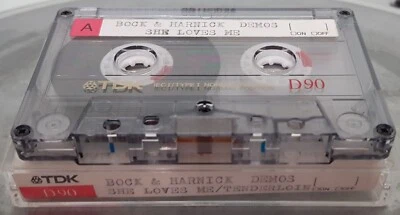 A BOCK & HARNICK DEMOS
SHE LOVES ME
TDK
D90
TDK BOCK & HARNICK DEMOS
D90 SHE LOVES ME/TENDERLOIN